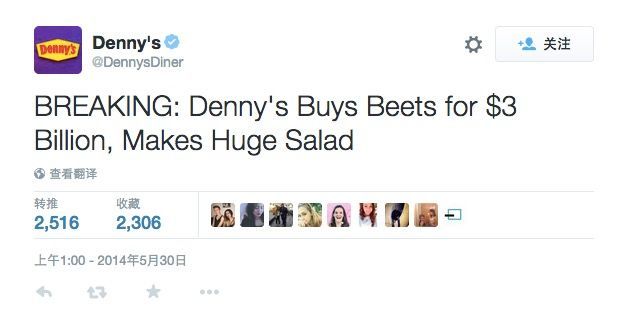 Denny's
Denny's
@DennysDiner
关注
BREAKING: Denny's Buys Beets for $3
Billion, Makes Huge Salad
查看翻译
转推 收藏
2,516 2,306
上午1:00 - 2014年5月30日